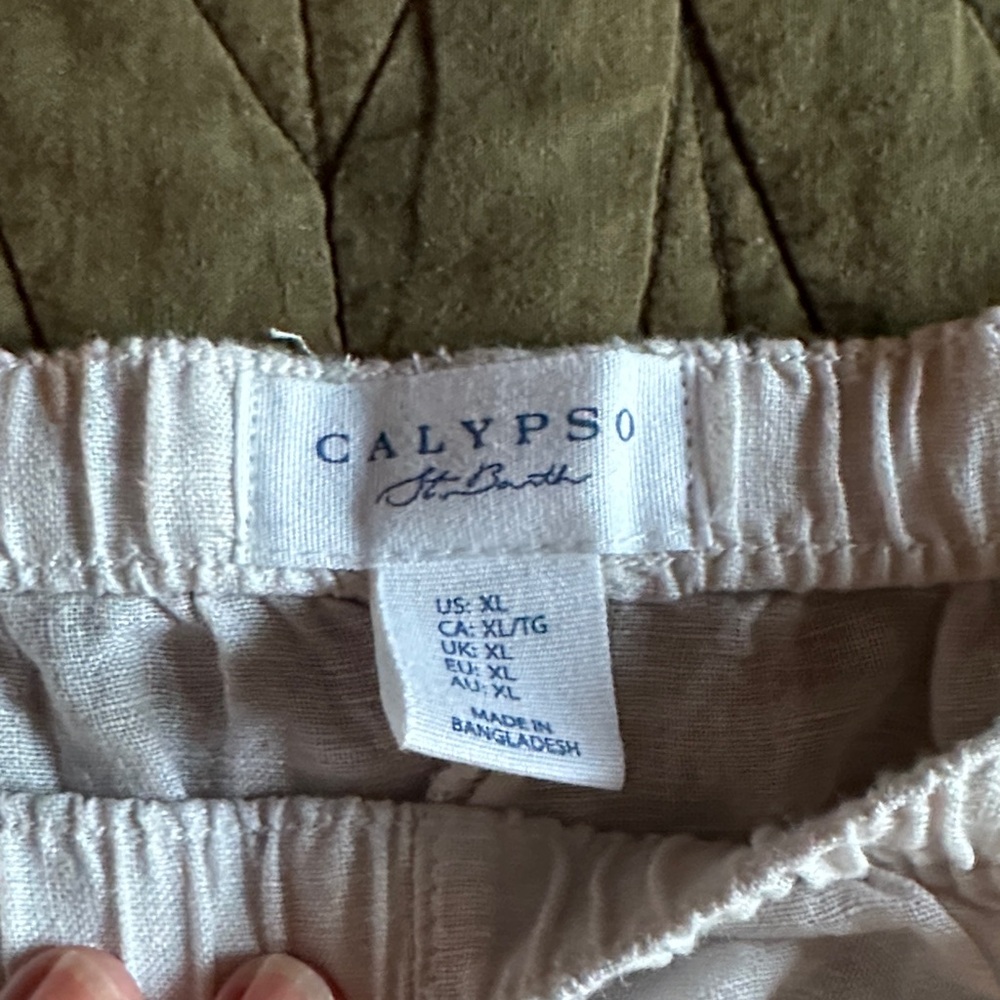 CALYPSO
St. Barth
US: XL
CA: XL/TG
UK: XL
EU: XL
AU: XL
MADE IN
BANGLADESH